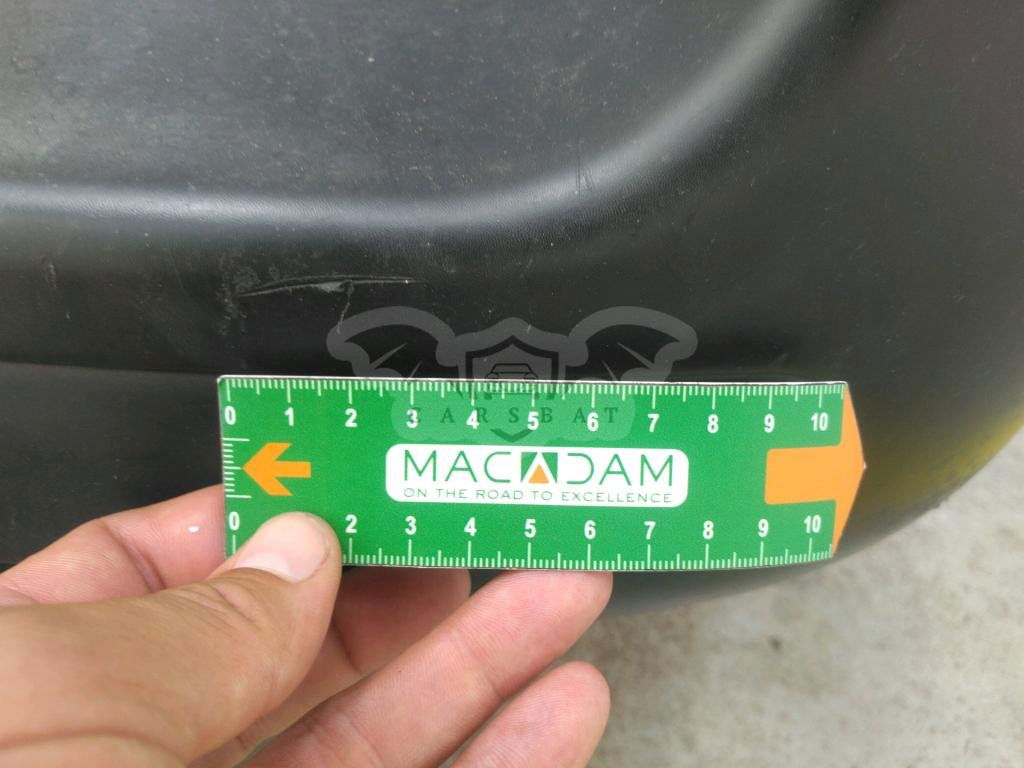 0 1 2 3 4 5 6 7 8 9 10
CARSBAT
MACADAM
ON THE ROAD TO EXCELLENCE
0 2 3 4 5 6 7 8 9 10